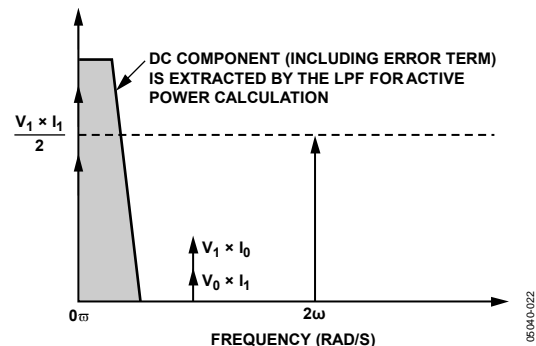 DC COMPONENT (INCLUDING ERROR TERM)
IS EXTRACTED BY THE LPF FOR ACTIVE
POWER CALCULATION
V₁ × I₁
2
V₁ × I₀
V₀ × I₁
0ϖ
2ω
FREQUENCY (RAD/S)
05040-022